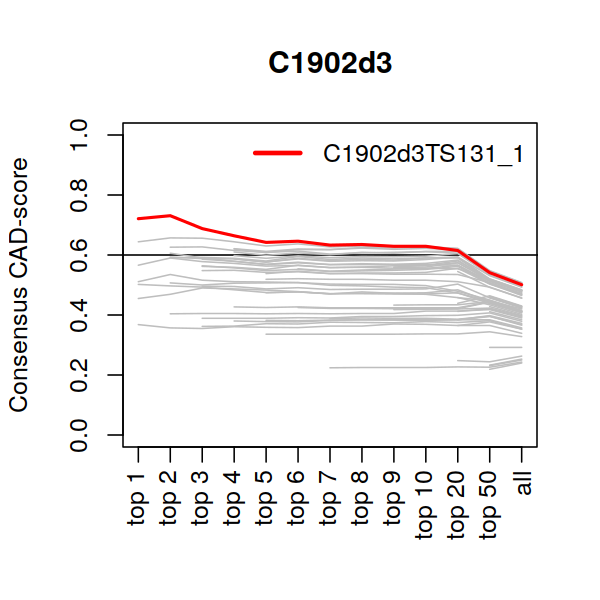 C1902d3
C1902d3TS131_1
Consensus CAD-score
1.0
0.8
0.6
0.4
0.2
0.0
top 1
top 2
top 3
top 4
top 5
top 6
top 7
top 8
top 9
top 10
top 20
top 50
all